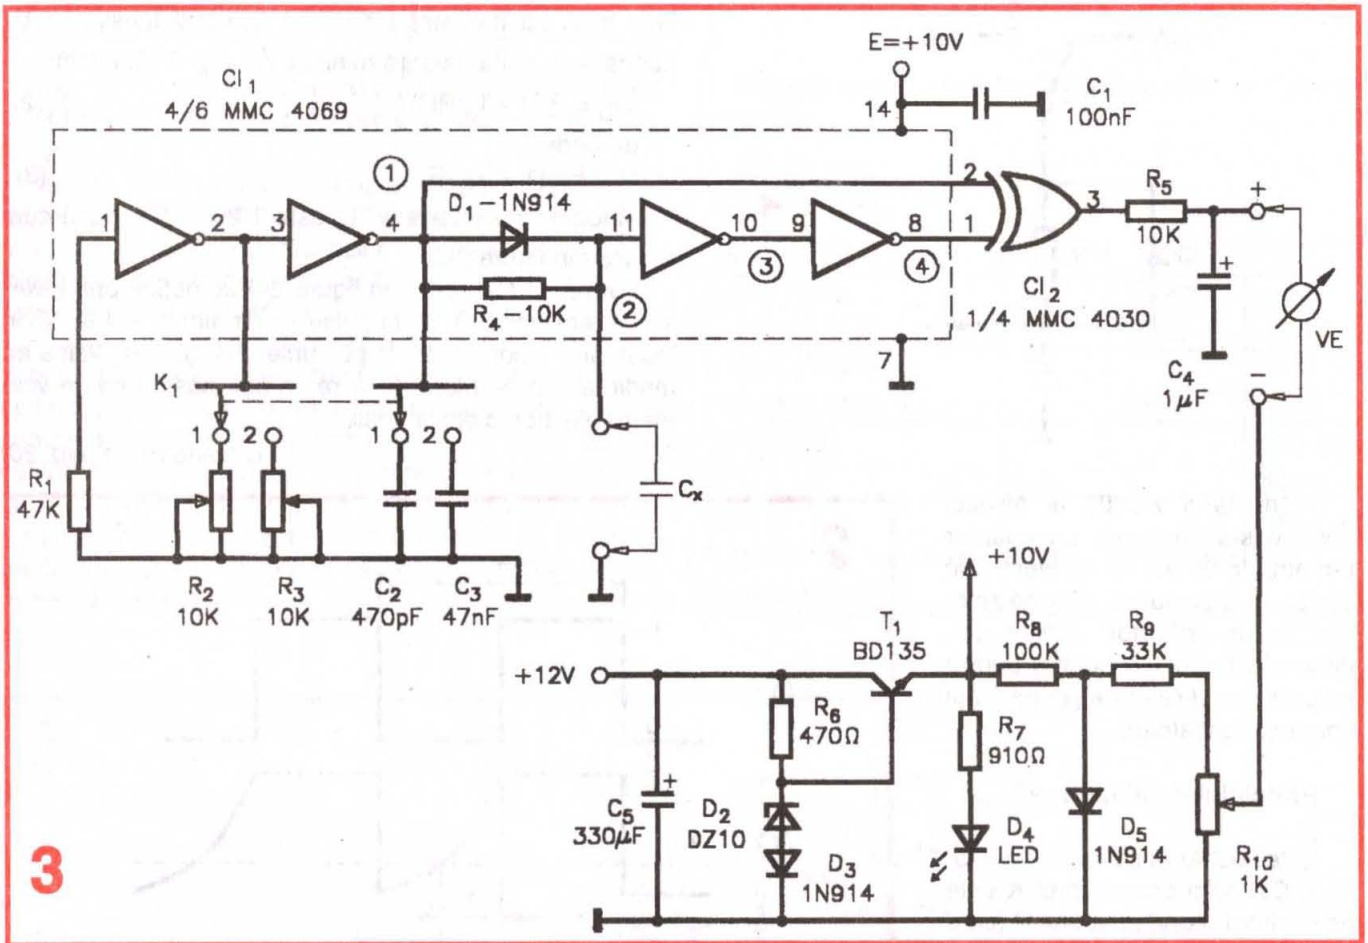 E=+10V
CI1
4/6 MMC 4069
14
C1
100nF
1
D1-1N914
2
1
2
3
4
11
10
9
8
1
3
R5
10K
+
R4-10K
2
3
4
CI2
1/4 MMC 4030
VE
K1
7
C4
1µF
+
−
1
2
1
2
R1
47K
Cx
R2
10K
R3
10K
C2
470pF
C3
47nF
+10V
T1
BD135
R8
100K
R9
33K
+12V
R6
470Ω
R7
910Ω
+
C5
330µF
D2
DZ10
D3
1N914
D4
LED
D5
1N914
R10
1K
3